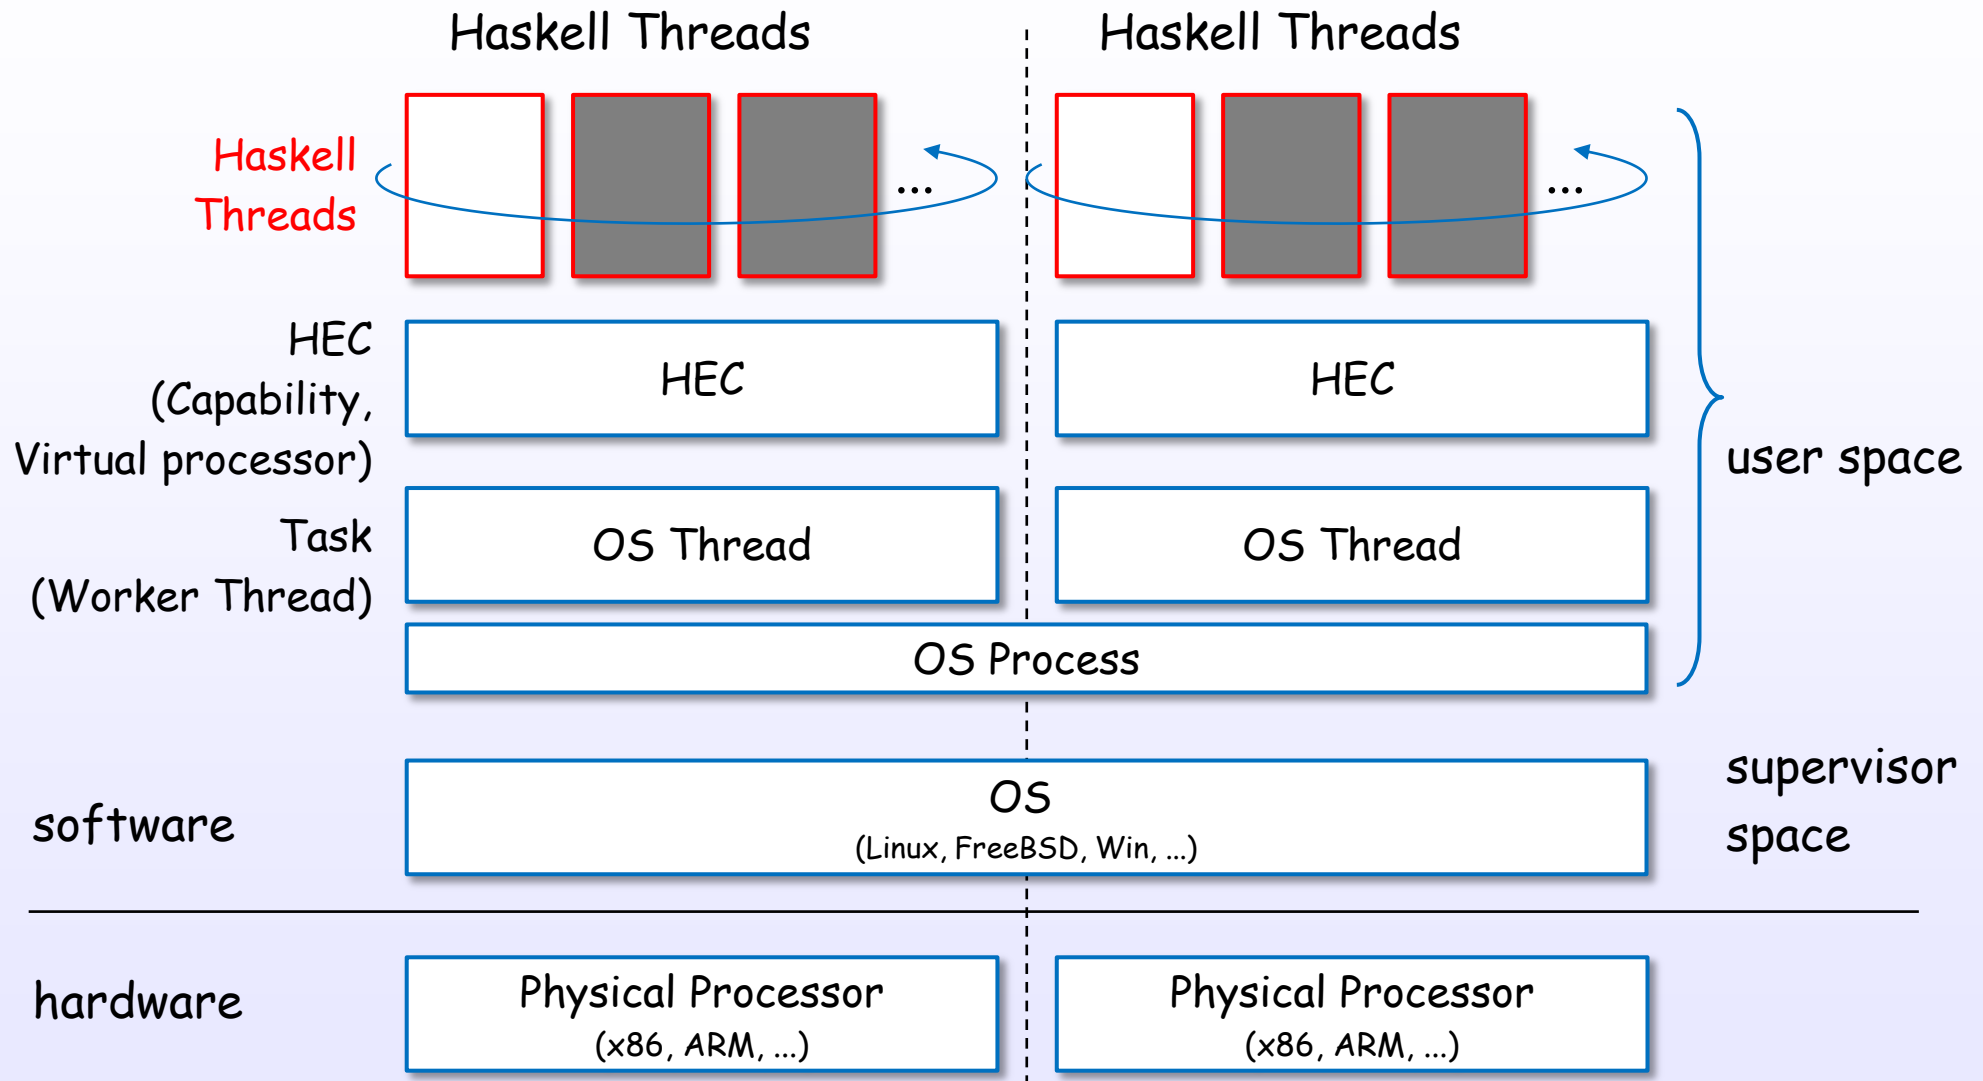 Haskell Threads
Haskell Threads
Haskell
Threads
...
...
HEC
(Capability,
Virtual processor)
HEC
HEC
user space
Task
(Worker Thread)
OS Thread
OS Thread
OS Process
software
OS
(Linux, FreeBSD, Win, ...)
supervisor
space
hardware
Physical Processor
(x86, ARM, ...)
Physical Processor
(x86, ARM, ...)